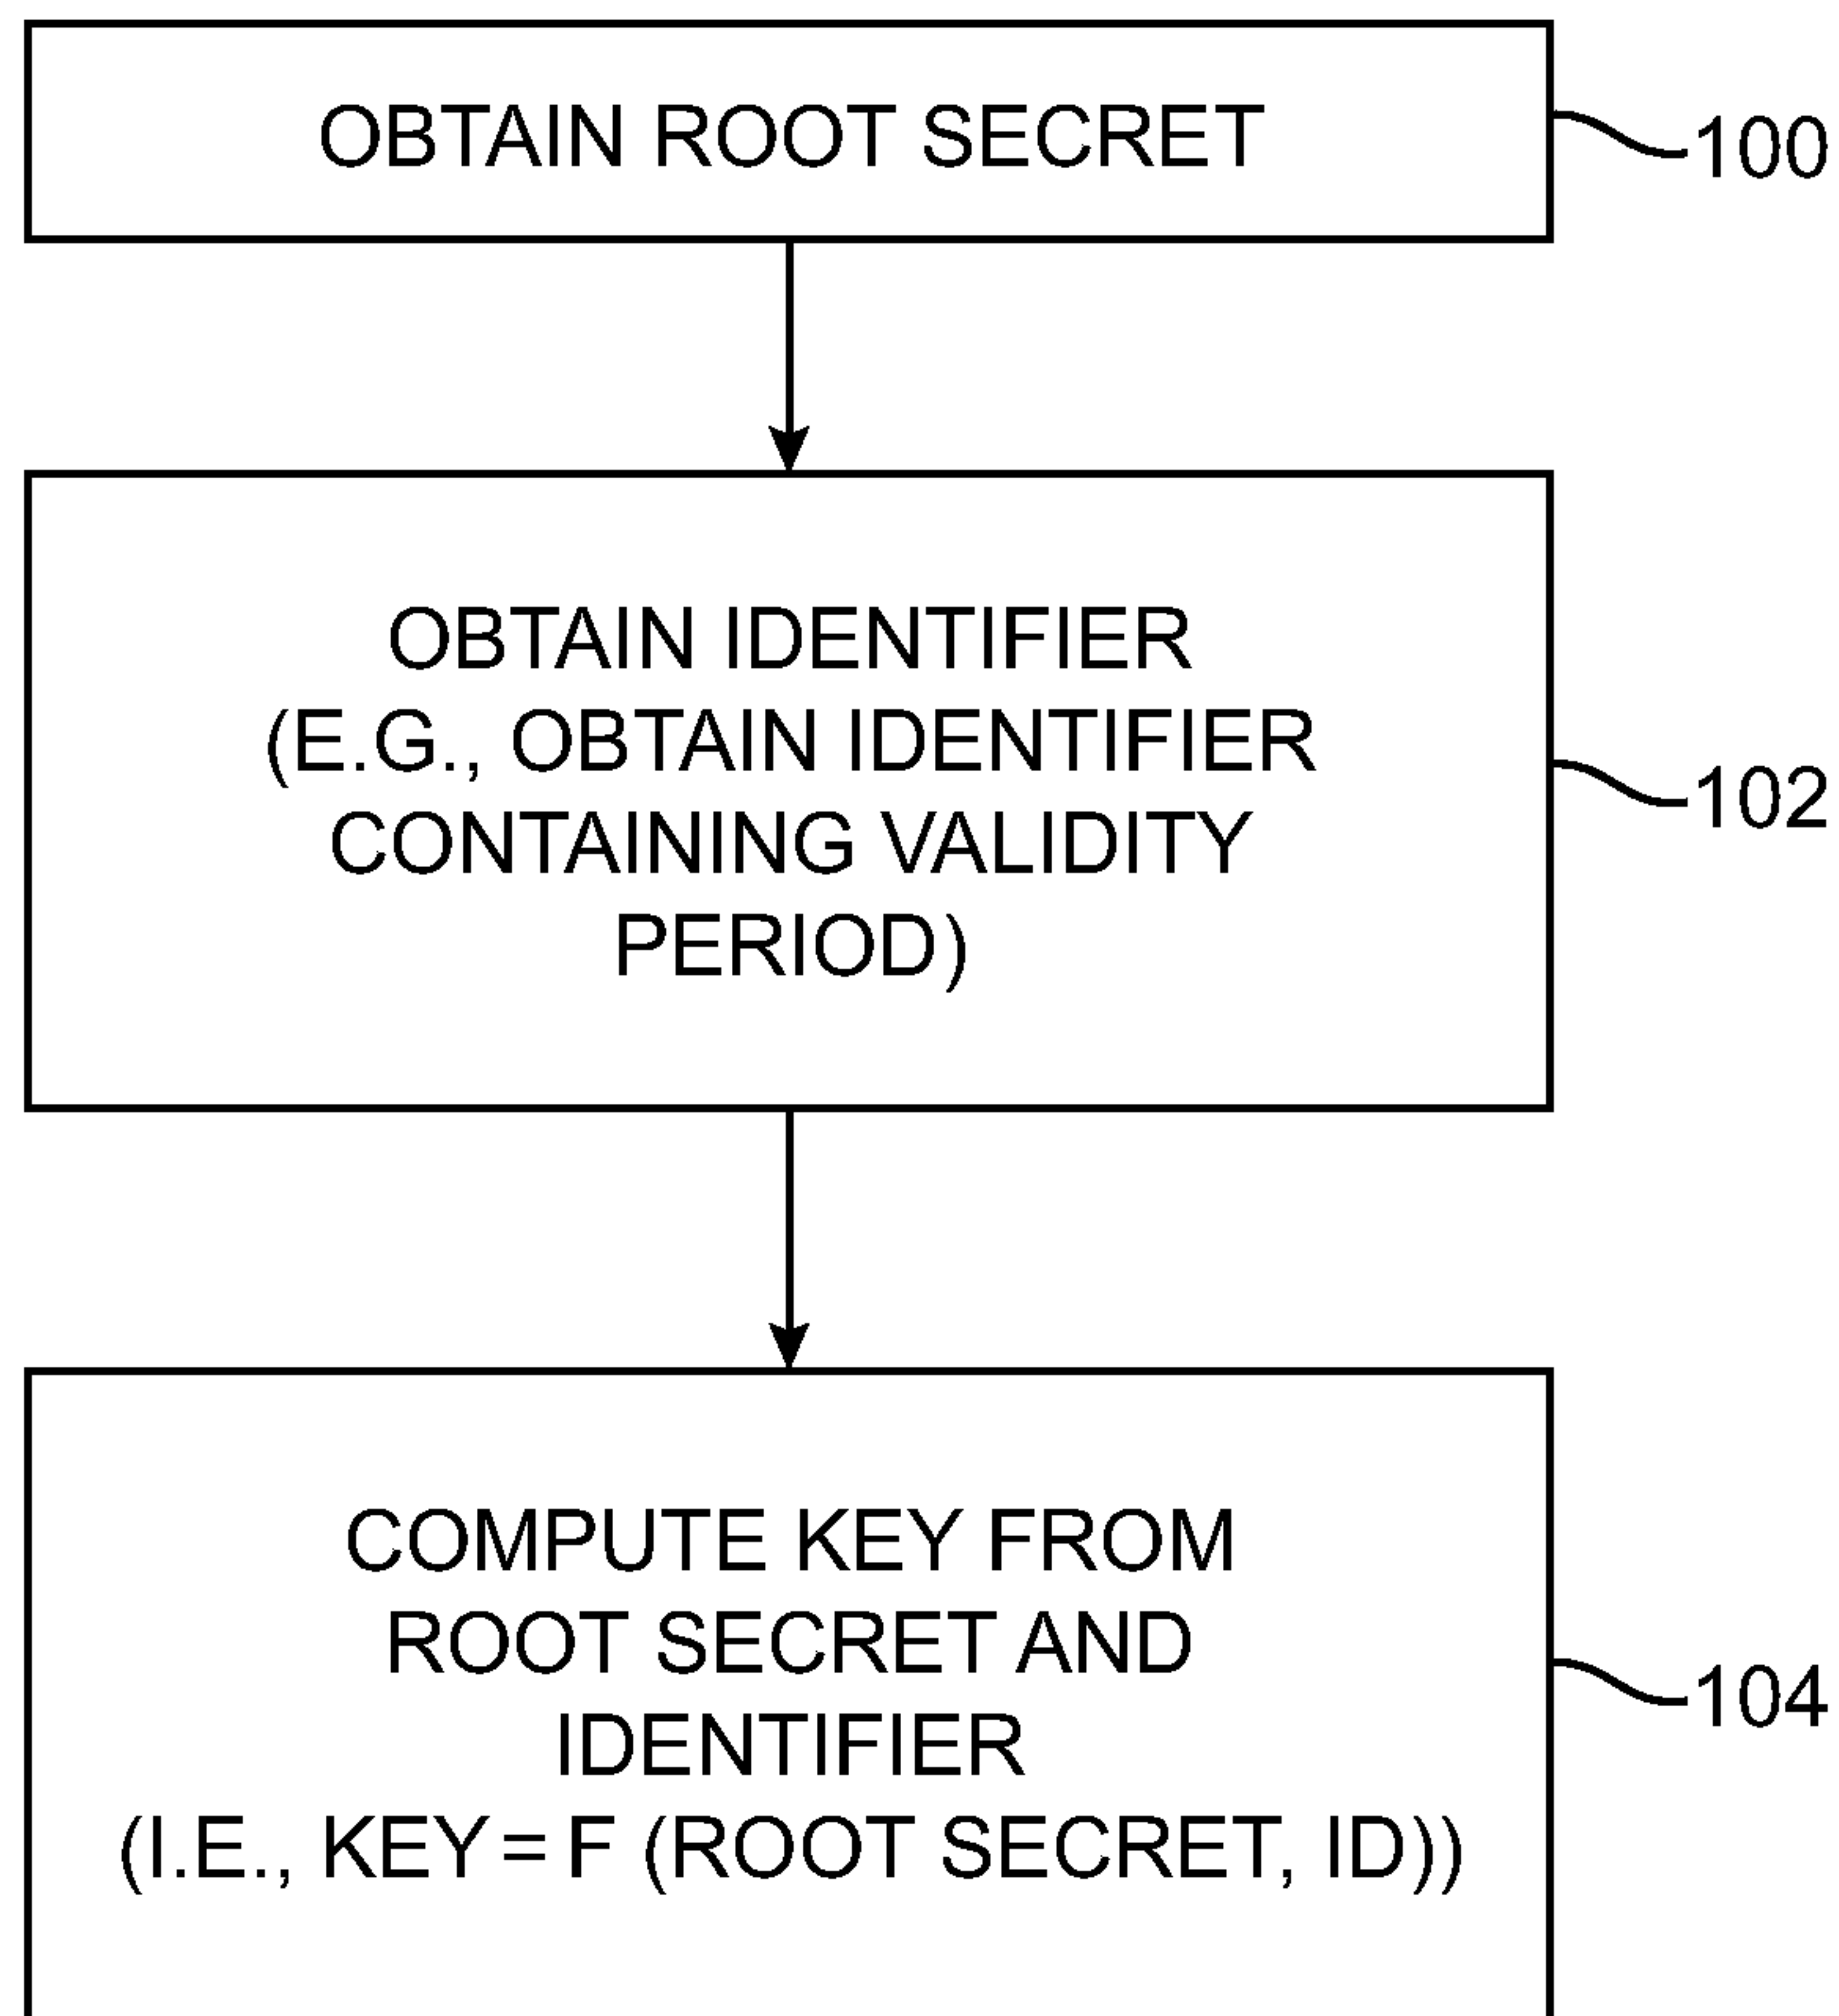 OBTAIN ROOT SECRET
100
OBTAIN IDENTIFIER
(E.G., OBTAIN IDENTIFIER
CONTAINING VALIDITY
PERIOD)
102
COMPUTE KEY FROM
ROOT SECRET AND
IDENTIFIER
(I.E., KEY = F (ROOT SECRET, ID))
104